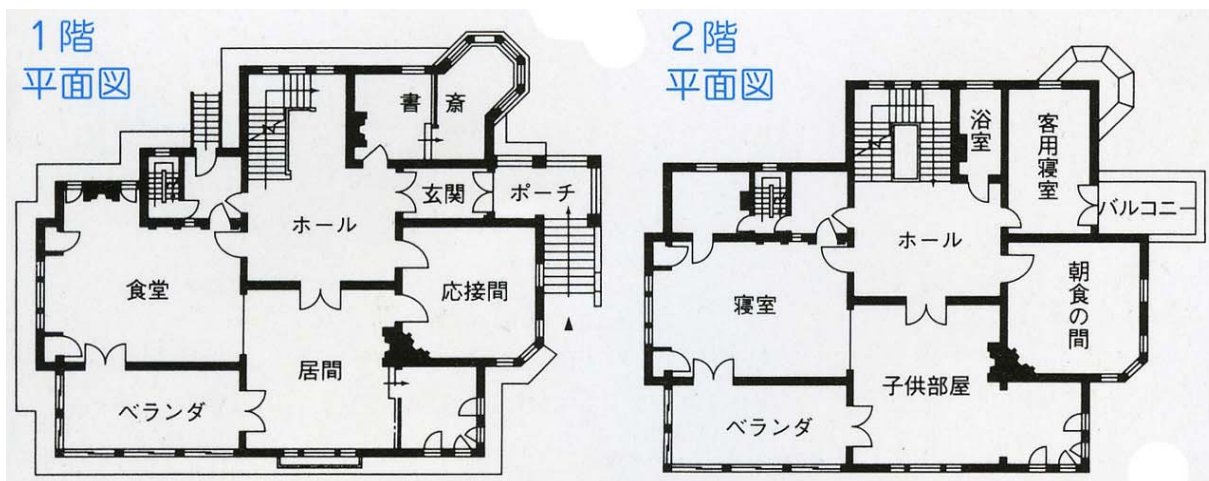 1階
平面図
書斎
玄関
ポーチ
ホール
食堂
応接間
居間
ベランダ
2階
平面図
浴室
客用寝室
バルコニー
ホール
寝室
朝食の間
子供部屋
ベランダ